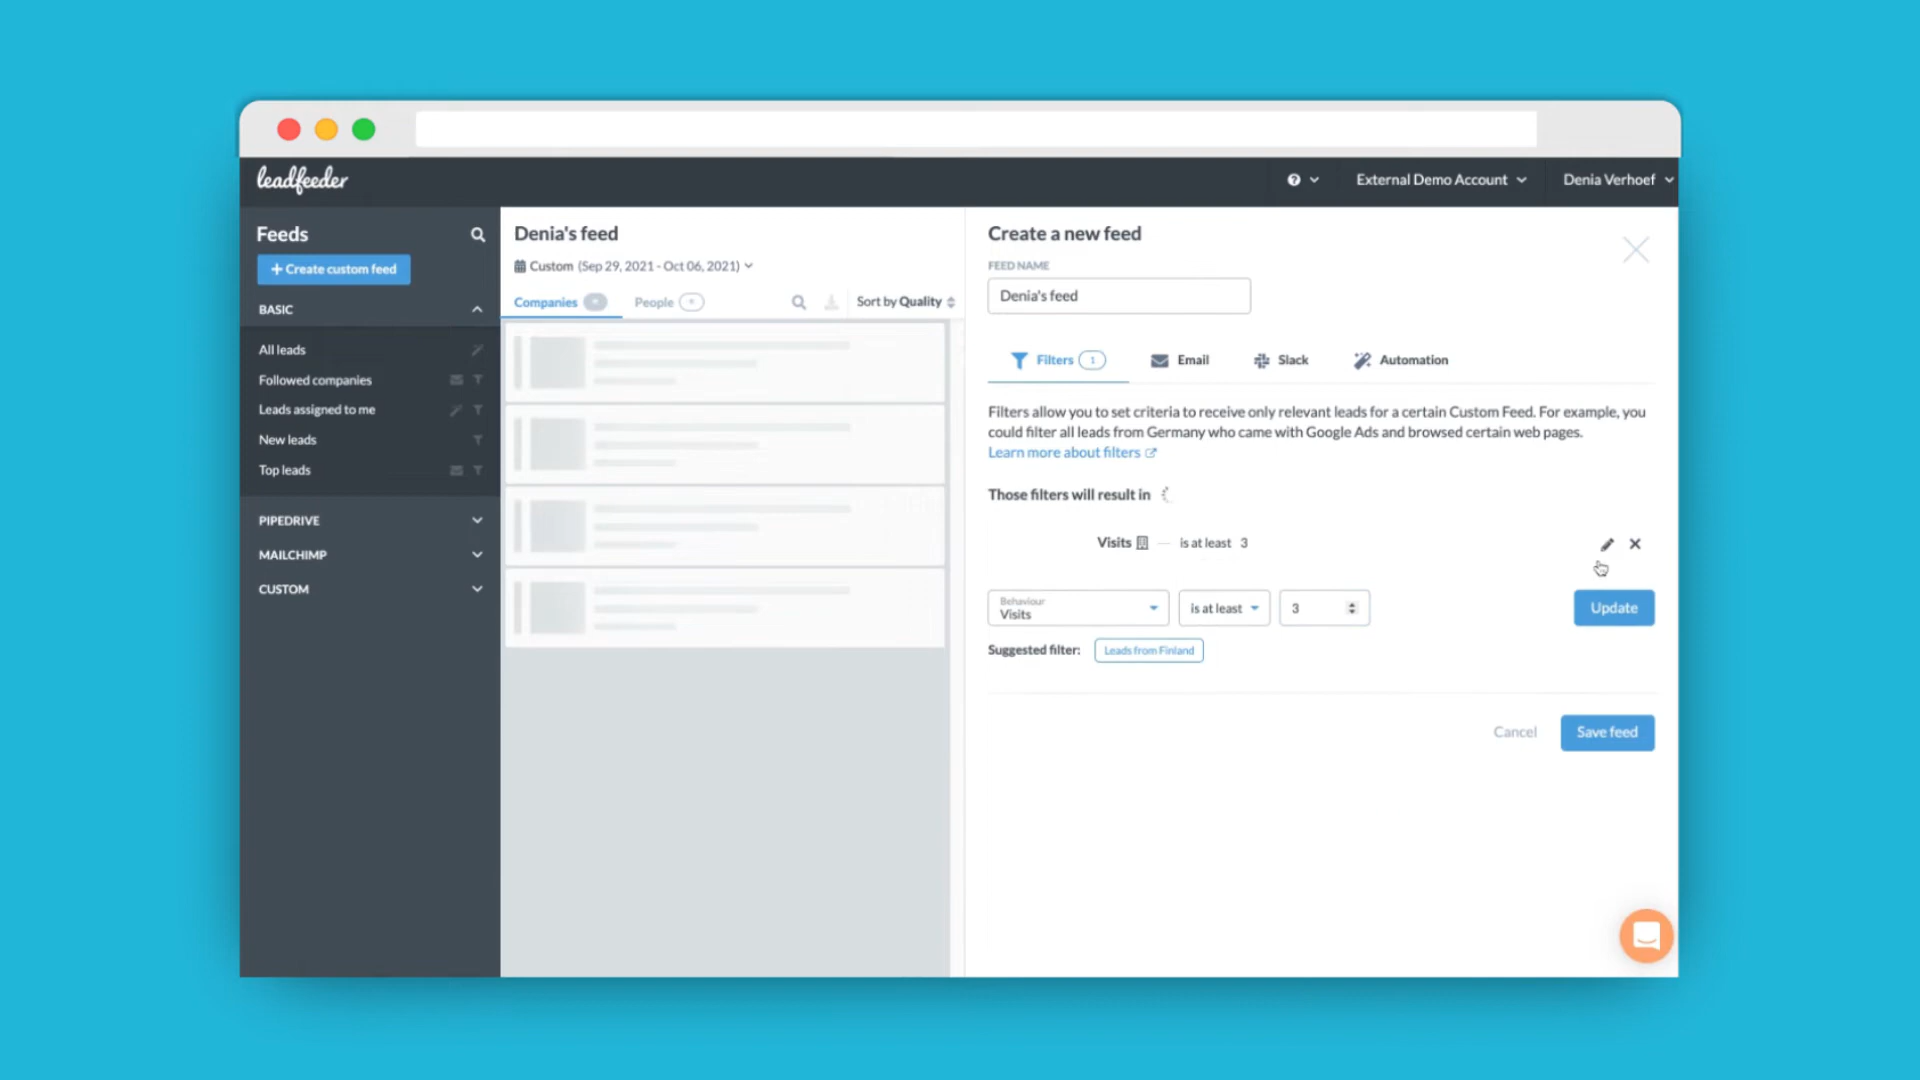 leadfeeder
External Demo Account
Denia Verhoef
Feeds
+ Create custom feed
BASIC
All leads
Followed companies
Leads assigned to me
New leads
Top leads
PIPEDRIVE
MAILCHIMP
CUSTOM
Denia's feed
Custom (Sep 29, 2021 - Oct 06, 2021)
Companies
People
Sort by Quality
Create a new feed
FEED NAME
Denia's feed
Filters 1
Email
Slack
Automation
Filters allow you to set criteria to receive only relevant leads for a certain Custom Feed. For example, you
could filter all leads from Germany who came with Google Ads and browsed certain web pages.
Learn more about filters
Those filters will result in
Visits — is at least 3
Behaviour
Visits
is at least
3
Update
Suggested filter:
Leads from Finland
Cancel
Save feed